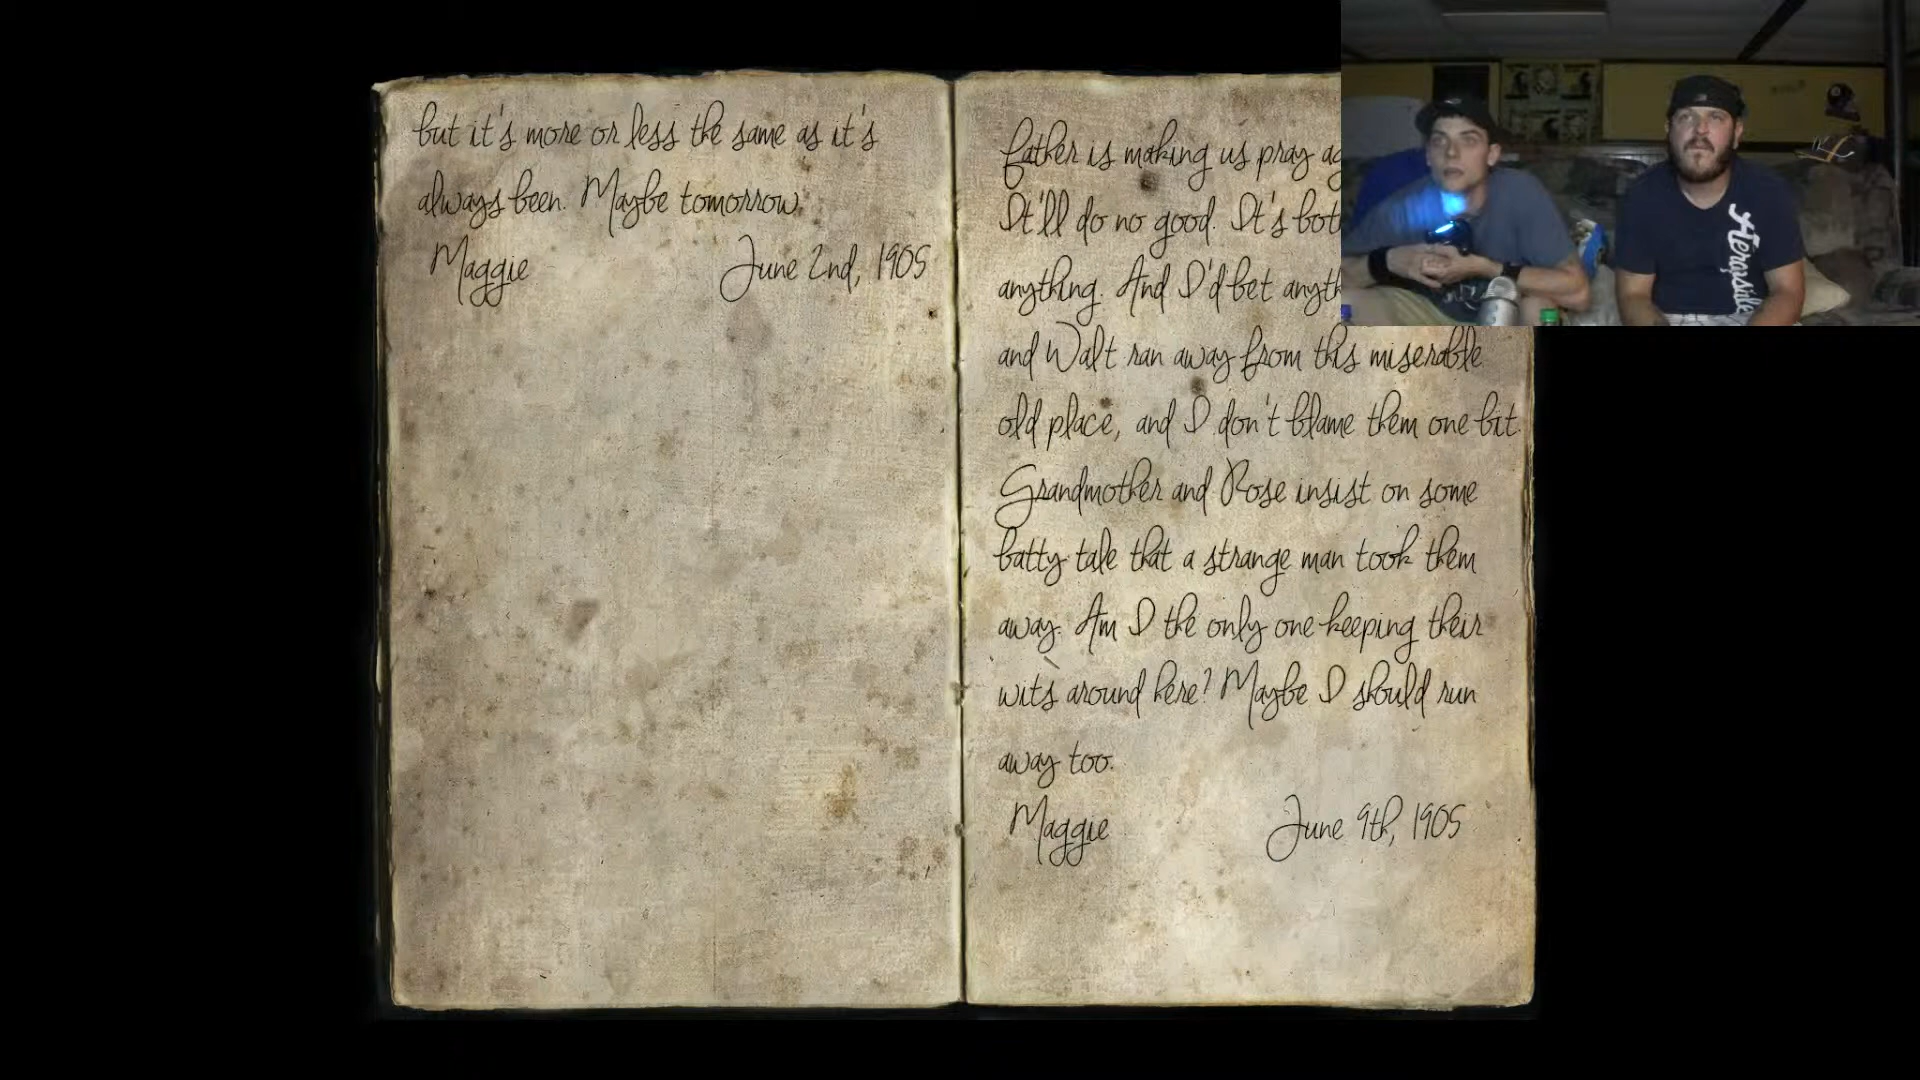 but it's more or less the same as it's
always been. Maybe tomorrow.
Maggie June 2nd, 1905
Father is making us pray
It'll do no good. It's
anything. And I'd bet
and Walt ran away from this miserable
old place, and I don't blame them one bit.
Grandmother and Rose insist on some
batty tale that a strange man took them
away. Am I the only one keeping their
wits around here? Maybe I should run
away too.
Maggie June 9th, 1905
Aéropostale